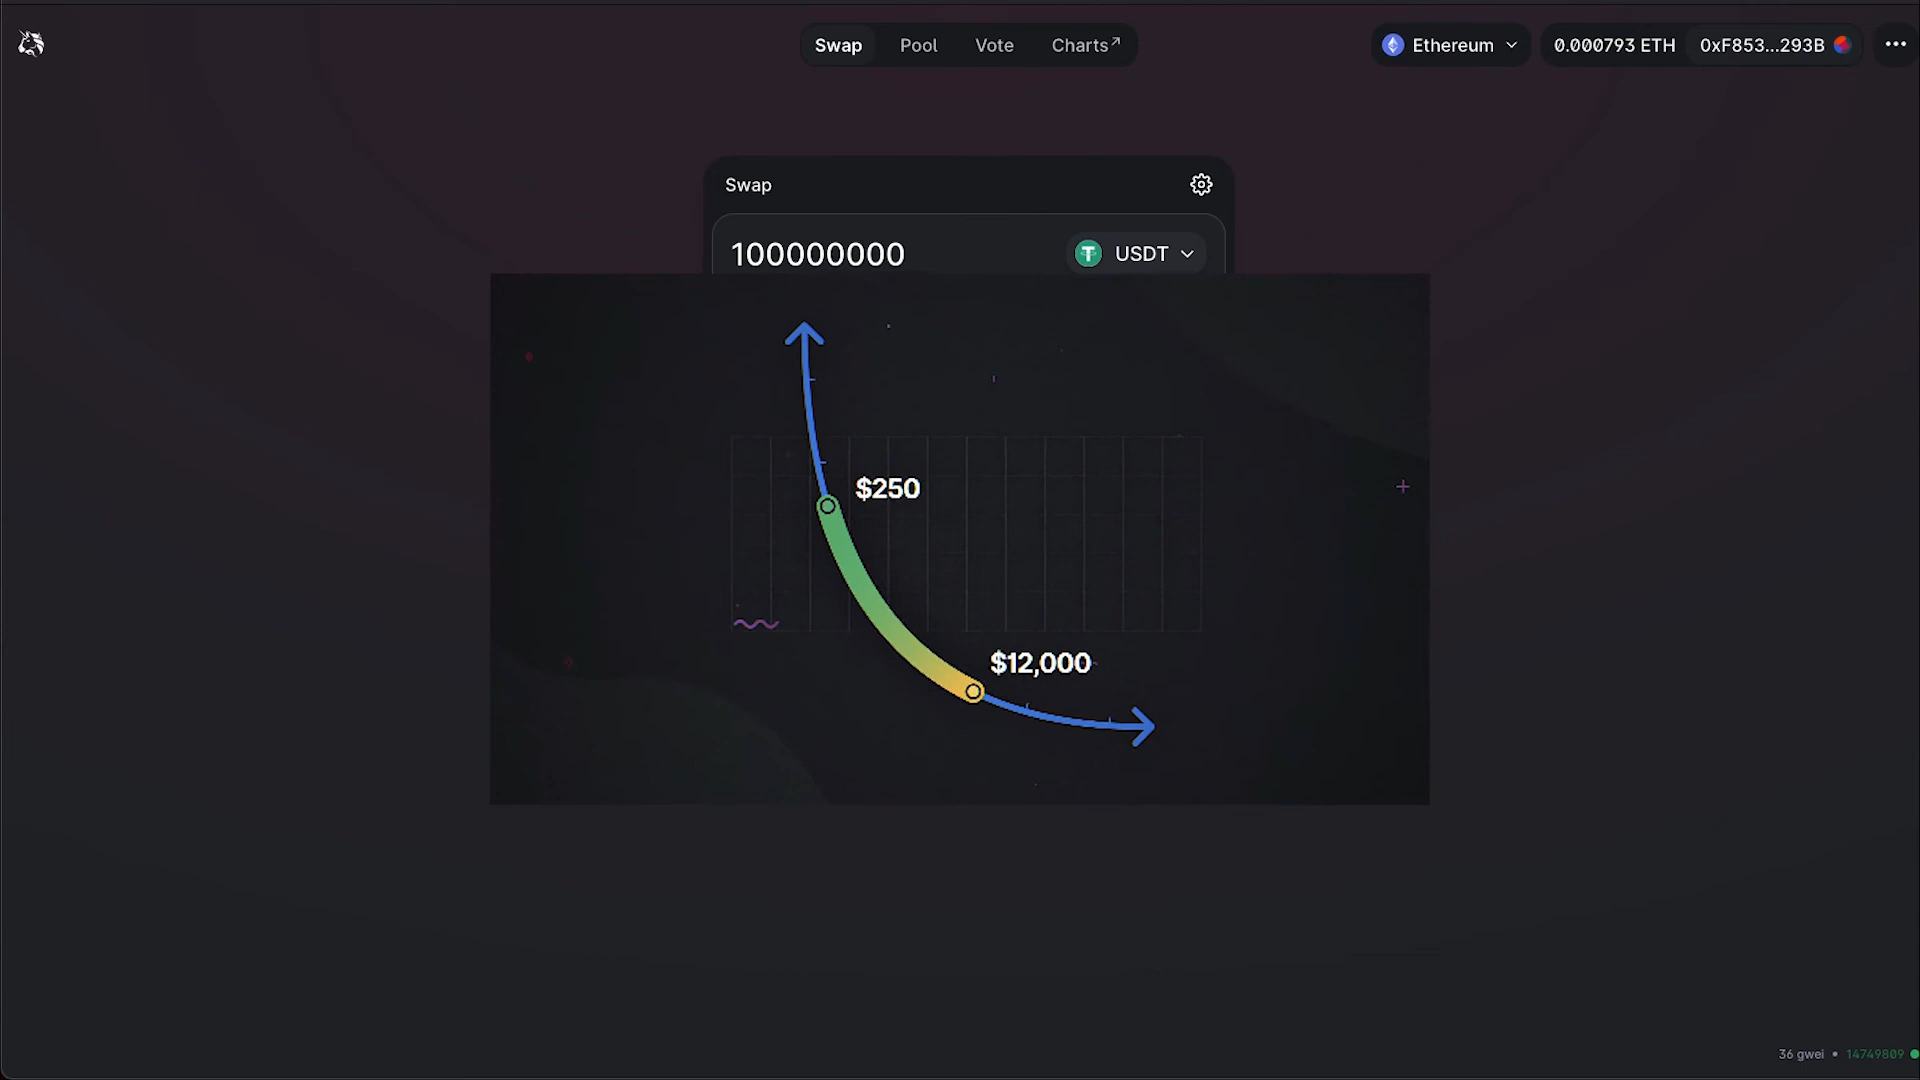 Swap Pool Vote Charts↗ Ethereum 0.000793 ETH 0xF853...293B
Swap
100000000 USDT
$250
$12,000
36 gwei • 14749809